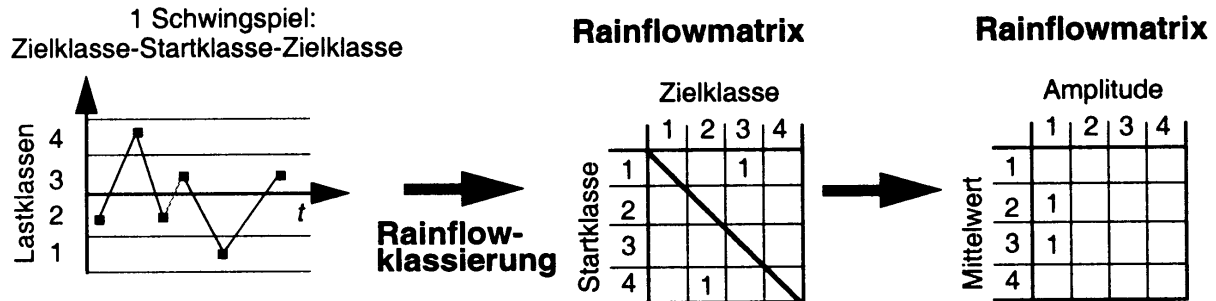 1 Schwingspiel:
Zielklasse-Startklasse-Zielklasse
Lastklassen
4
3
2
1
t
Rainflow-
klassierung
Rainflowmatrix
Zielklasse
1 2 3 4
Startklasse
1 1
2
3
4 1
Rainflowmatrix
Amplitude
1 2 3 4
Mittelwert
1
2 1
3 1
4